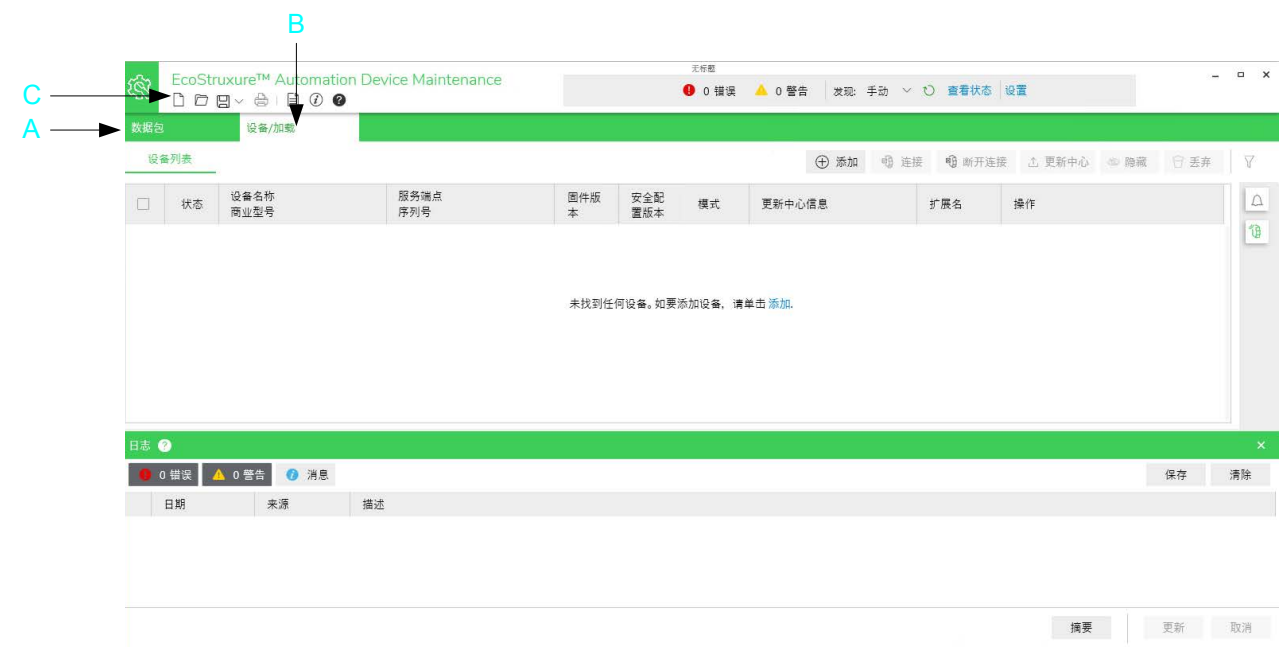 B
无标题
EcoStruxure™ Automation Device Maintenance
0 错误 0 警告 发现: 手动 查看状态 设置
C
A
数据包 设备/加载
设备列表 添加 连接 断开连接 更新中心 隐藏 丢弃
状态 设备名称 服务端点 固件版 安全配 模式 更新中心信息 扩展名 操作
商业型号 序列号 本 置版本
未找到任何设备。如要添加设备，请单击 添加.
日志
0 错误 0 警告 消息 保存 清除
日期 来源 描述
摘要 更新 取消